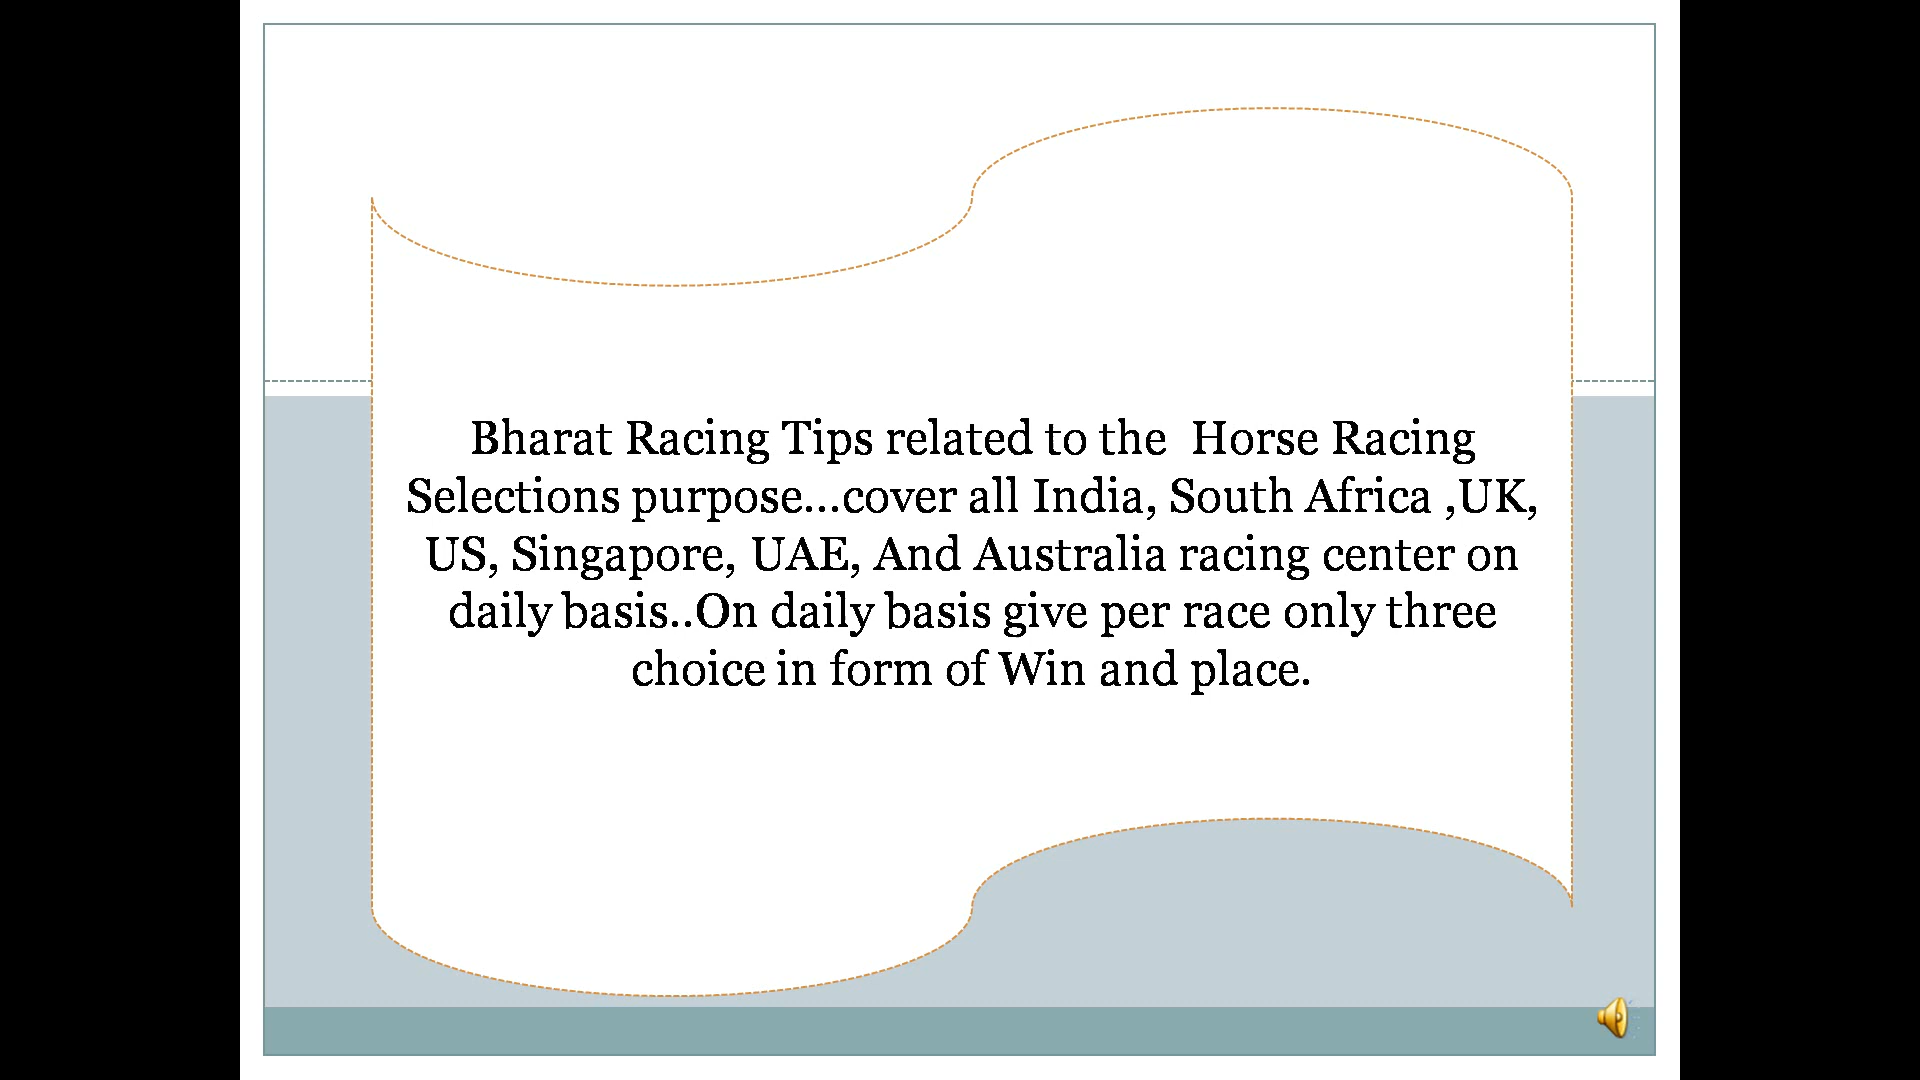 Bharat Racing Tips related to the  Horse Racing
Selections purpose...cover all India, South Africa ,UK,
US, Singapore, UAE, And Australia racing center on
daily basis..On daily basis give per race only three
choice in form of Win and place.